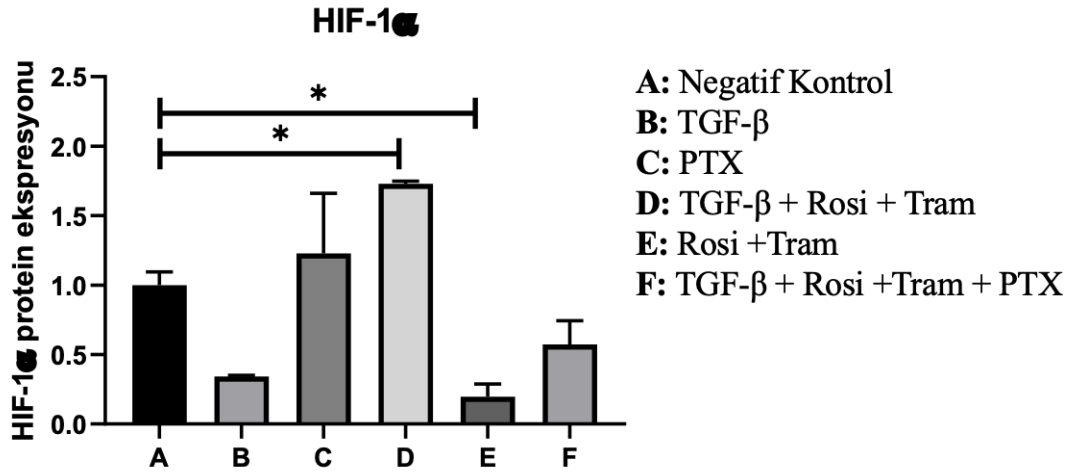 HIF-1α
HIF-1α protein ekspresyonu
2.5
2.0
1.5
1.0
0.5
0.0
*
*
A B C D E F
A: Negatif Kontrol
B: TGF-β
C: PTX
D: TGF-β + Rosi + Tram
E: Rosi +Tram
F: TGF-β + Rosi +Tram + PTX